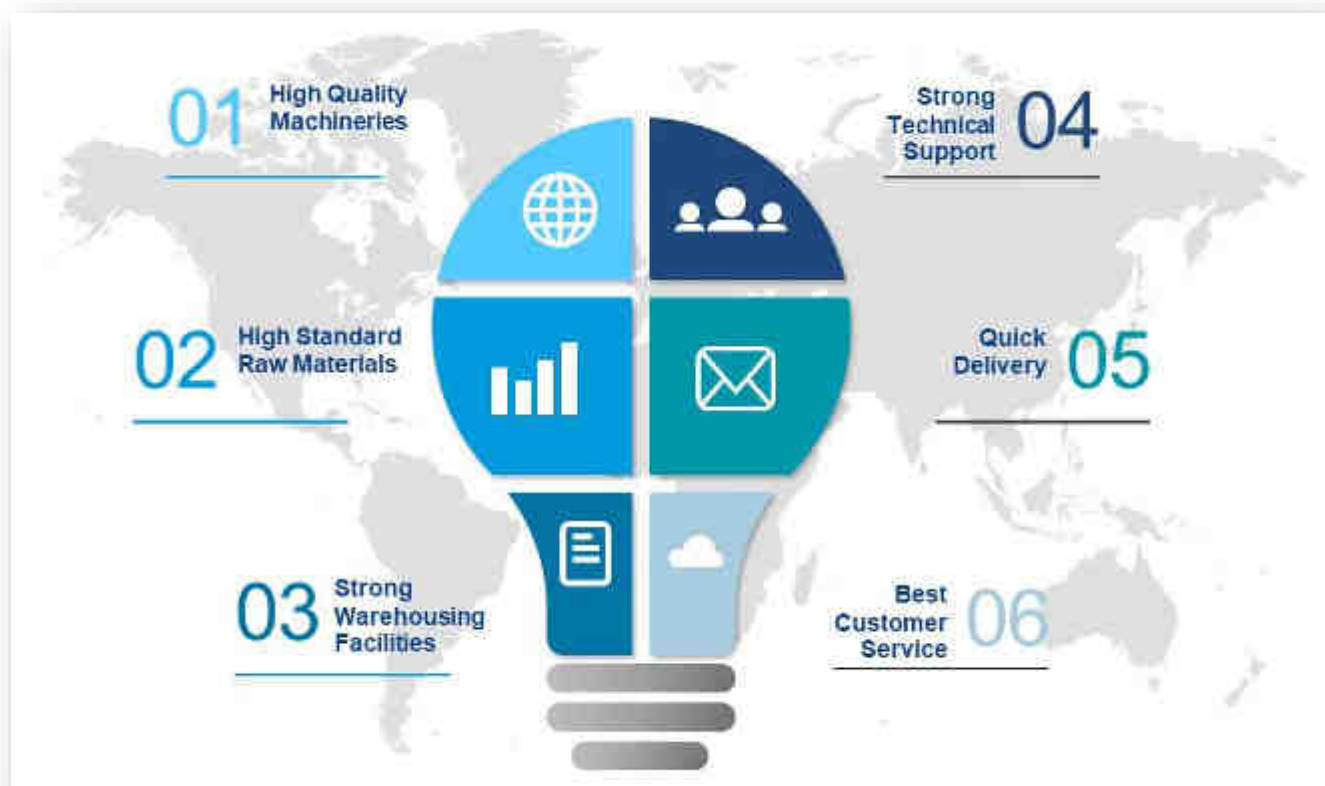 01
High Quality
Machineries
02
High Standard
Raw Materials
03
Strong
Warehousing
Facilities
Strong
Technical
Support
04
Quick
Delivery
05
Best
Customer
Service
06